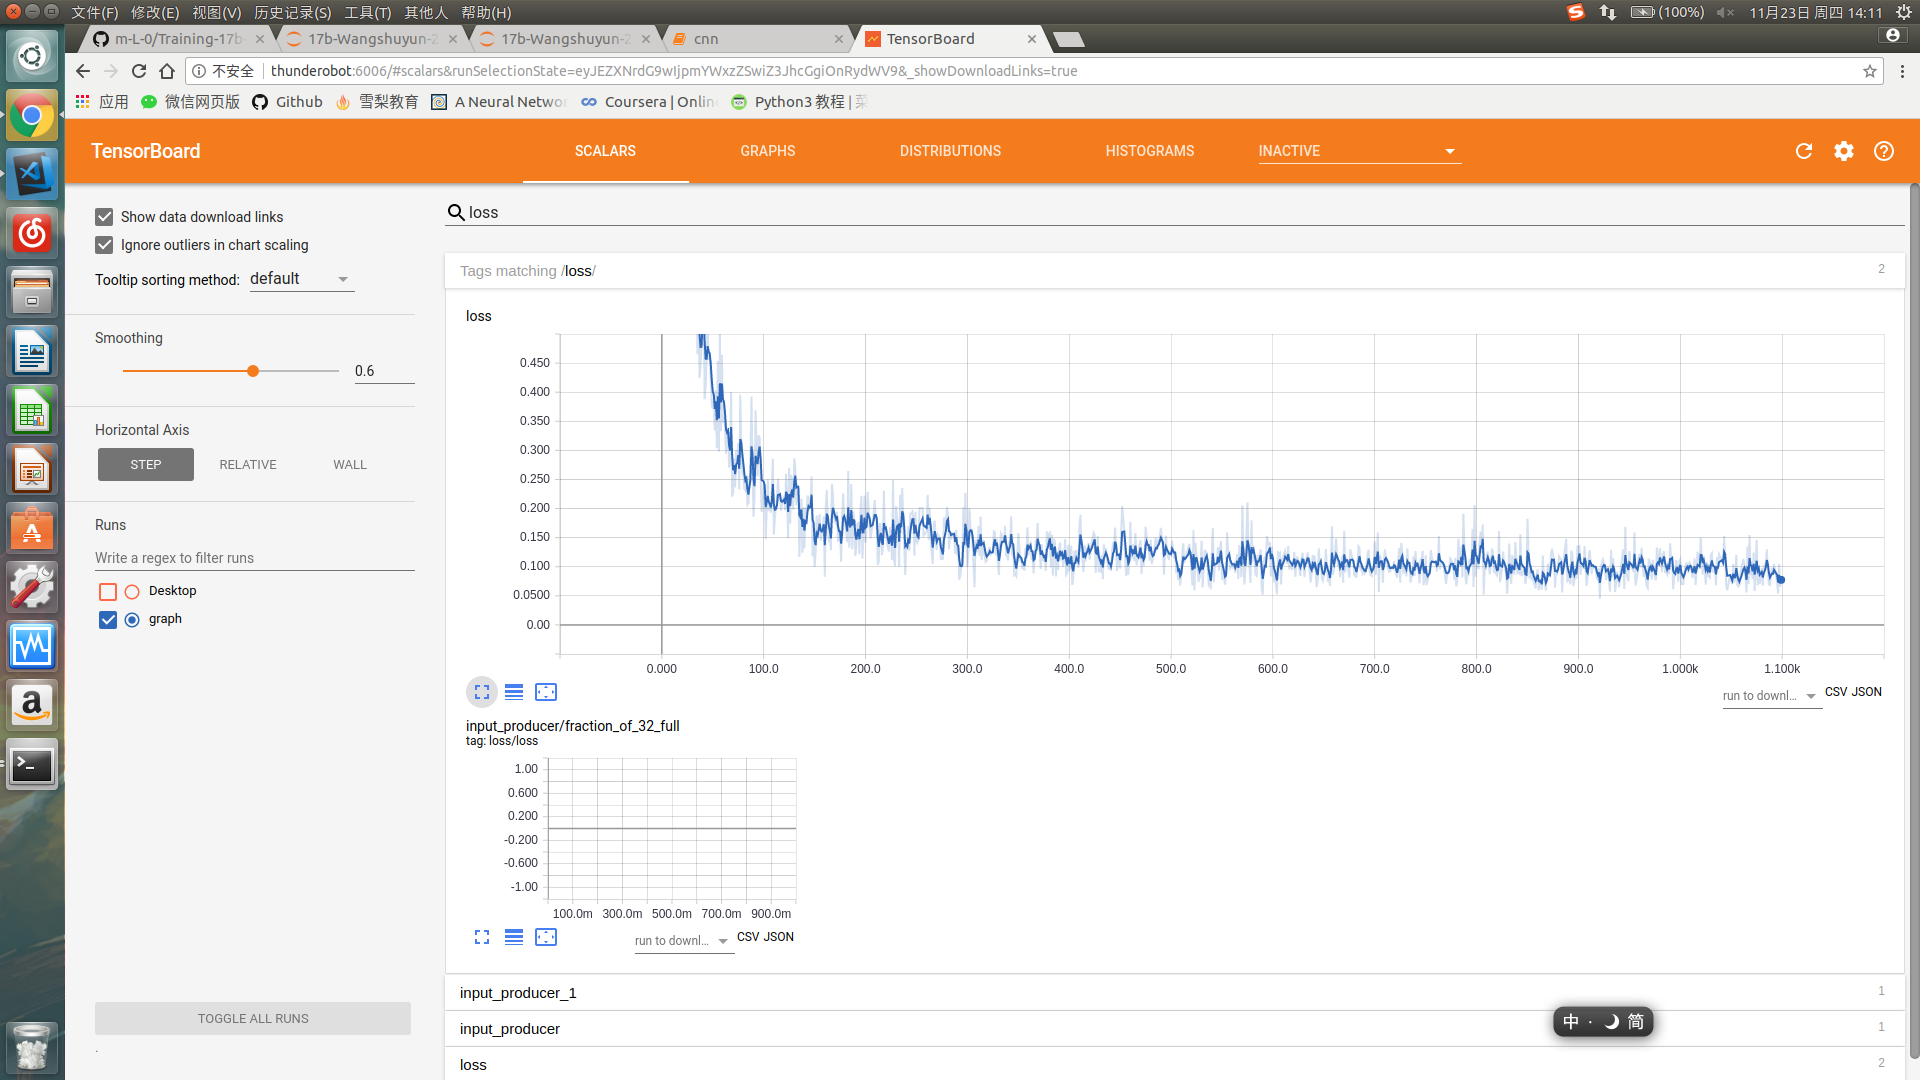 文件(F) 修改(E) 视图(V) 历史记录(S) 工具(T) 其他人 帮助(H)
(100%) 11月23日 周四 14:11
m-L-0/Training-17b-
17b-Wangshuyun-2
17b-Wangshuyun-2
cnn
TensorBoard
不安全 thunderobot:6006/#scalars&runSelectionState=eyJEZXNrdG9wIjpmYWxzZSwiZ3JhcGgiOnRydWV9&_showDownloadLinks=true
应用 微信网页版 Github 雪梨教育 A Neural Netwo Coursera | Onlin Python3 教程 | 菜
TensorBoard
SCALARS GRAPHS DISTRIBUTIONS HISTOGRAMS INACTIVE
Show data download links
Ignore outliers in chart scaling
Tooltip sorting method: default
Smoothing
0.6
Horizontal Axis
STEP RELATIVE WALL
Runs
Write a regex to filter runs
Desktop
graph
TOGGLE ALL RUNS
.
loss
Tags matching /loss/ 2
loss
0.450
0.400
0.350
0.300
0.250
0.200
0.150
0.100
0.0500
0.00
0.000 100.0 200.0 300.0 400.0 500.0 600.0 700.0 800.0 900.0 1.000k 1.100k
run to downl... CSV JSON
input_producer/fraction_of_32_full
tag: loss/loss
1.00
0.600
0.200
-0.200
-0.600
-1.00
100.0m 300.0m 500.0m 700.0m 900.0m
run to downl... CSV JSON
input_producer_1 1
input_producer 1
loss 2
中 · 简